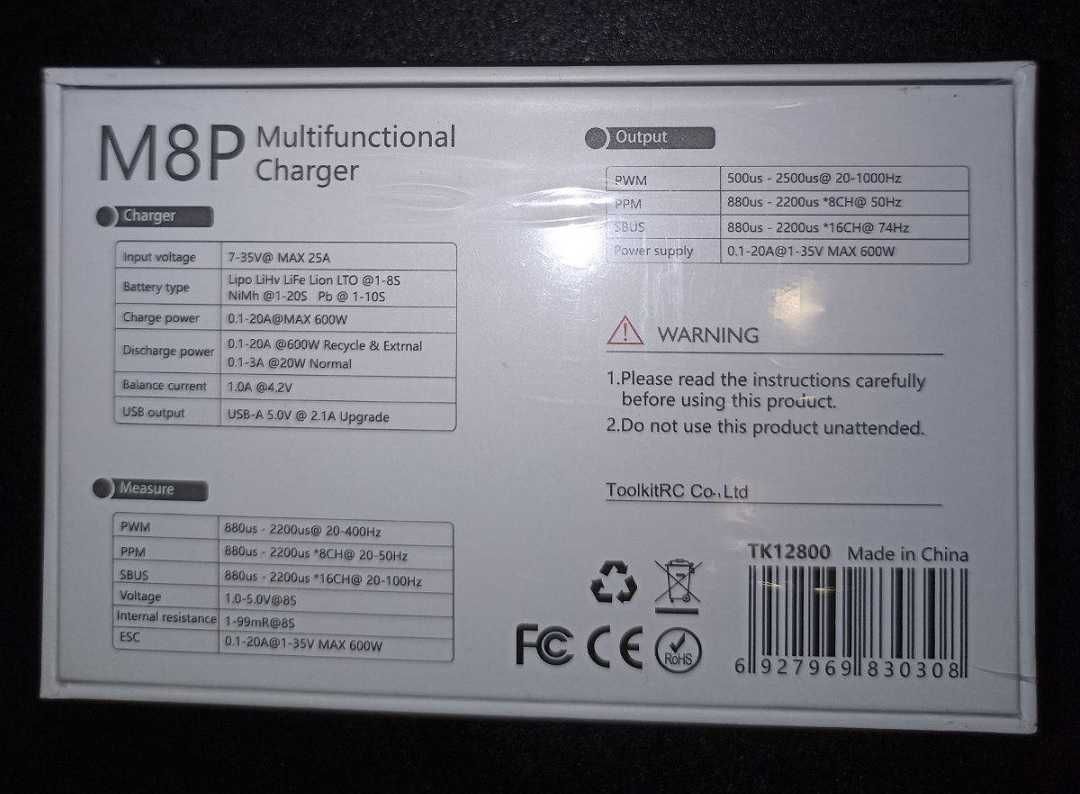 M8P Multifunctional
Charger
Charger
Input voltage 7-35V@ MAX 25A
Battery type Lipo LiHv LiFe Lion LTO @1-8S
NiMh @1-20S Pb @ 1-10S
Charge power 0.1-20A@MAX 600W
Discharge power 0.1-20A @600W Recycle & Extrnal
0.1-3A @20W Normal
Balance current 1.0A @4.2V
USB output USB-A 5.0V @ 2.1A Upgrade
Measure
PWM 880us - 2200us@ 20-400Hz
PPM 880us - 2200us *8CH@ 20-50Hz
SBUS 880us - 2200us *16CH@ 20-100Hz
Voltage 1.0-5.0V@8S
Internal resistance 1-99mR@8S
ESC 0.1-20A@1-35V MAX 600W
Output
PWM 500us - 2500us@ 20-1000Hz
PPM 880us - 2200us *8CH@ 50Hz
SBUS 880us - 2200us *16CH@ 74Hz
Power supply 0.1-20A@1-35V MAX 600W
WARNING
1.Please read the instructions carefully
before using this product.
2.Do not use this product unattended.
ToolkitRC Co.,Ltd
TK12800 Made in China
FC CE RoHS
6 927969 830308